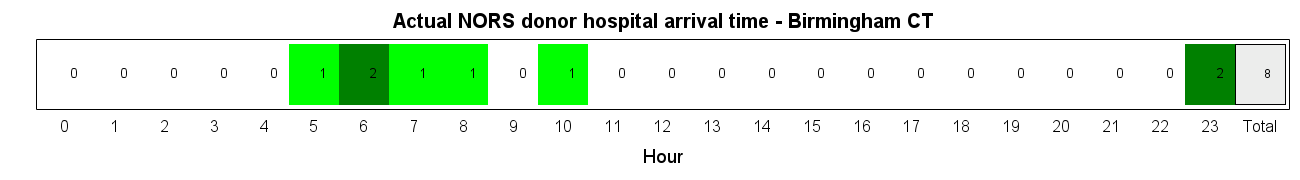 Actual NORS donor hospital arrival time - Birmingham CT
0 0 0 0 0 1 2 1 1 0 1 0 0 0 0 0 0 0 0 0 0 0 0 2 8
0 1 2 3 4 5 6 7 8 9 10 11 12 13 14 15 16 17 18 19 20 21 22 23 Total
Hour